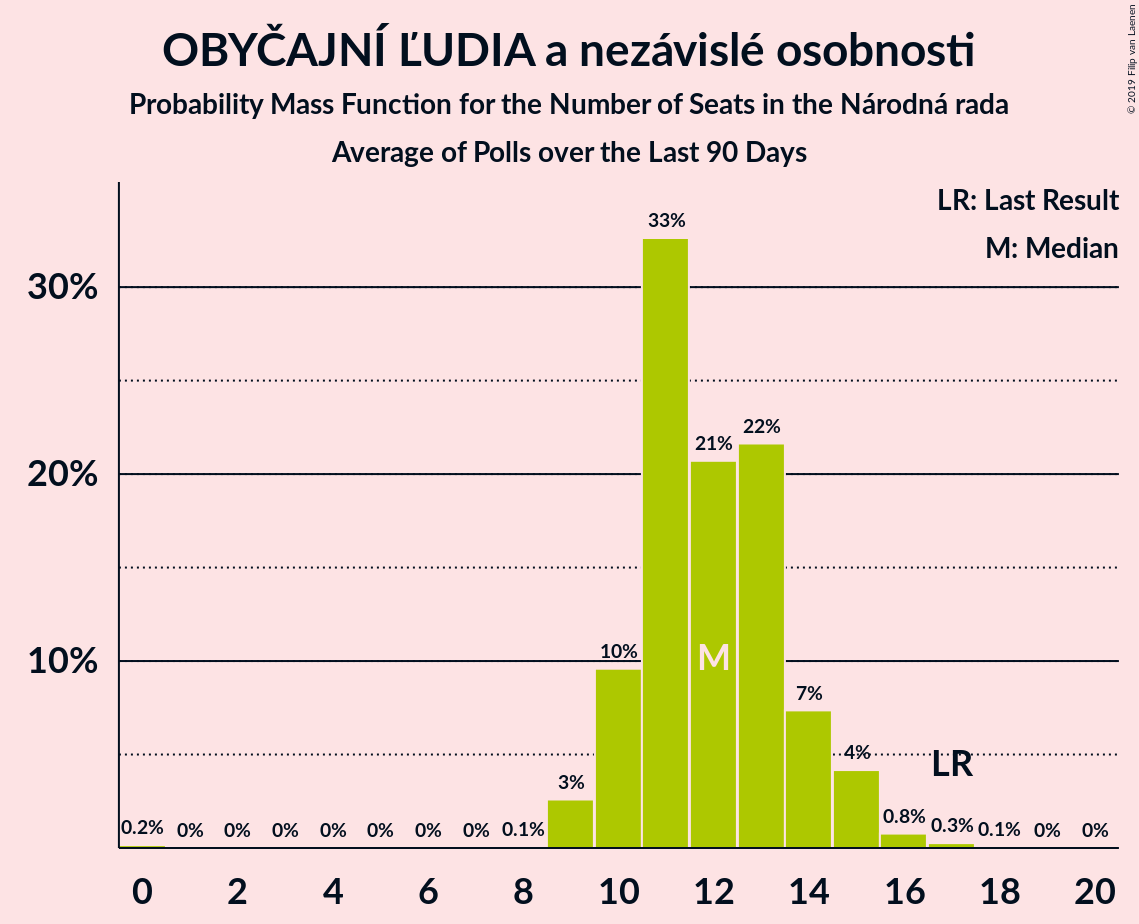 OBYČAJNÍ ĽUDIA a nezávislé osobnosti
Probability Mass Function for the Number of Seats in the Národná rada
Average of Polls over the Last 90 Days
© 2019 Filip van Laenen
LR: Last Result
M: Median
33%
30%
22%
21%
20%
10%
M
10%
7%
4%
LR
3%
0.2% 0% 0% 0% 0% 0% 0% 0% 0.1% 0.8% 0.3% 0.1% 0% 0%
0 2 4 6 8 10 12 14 16 18 20